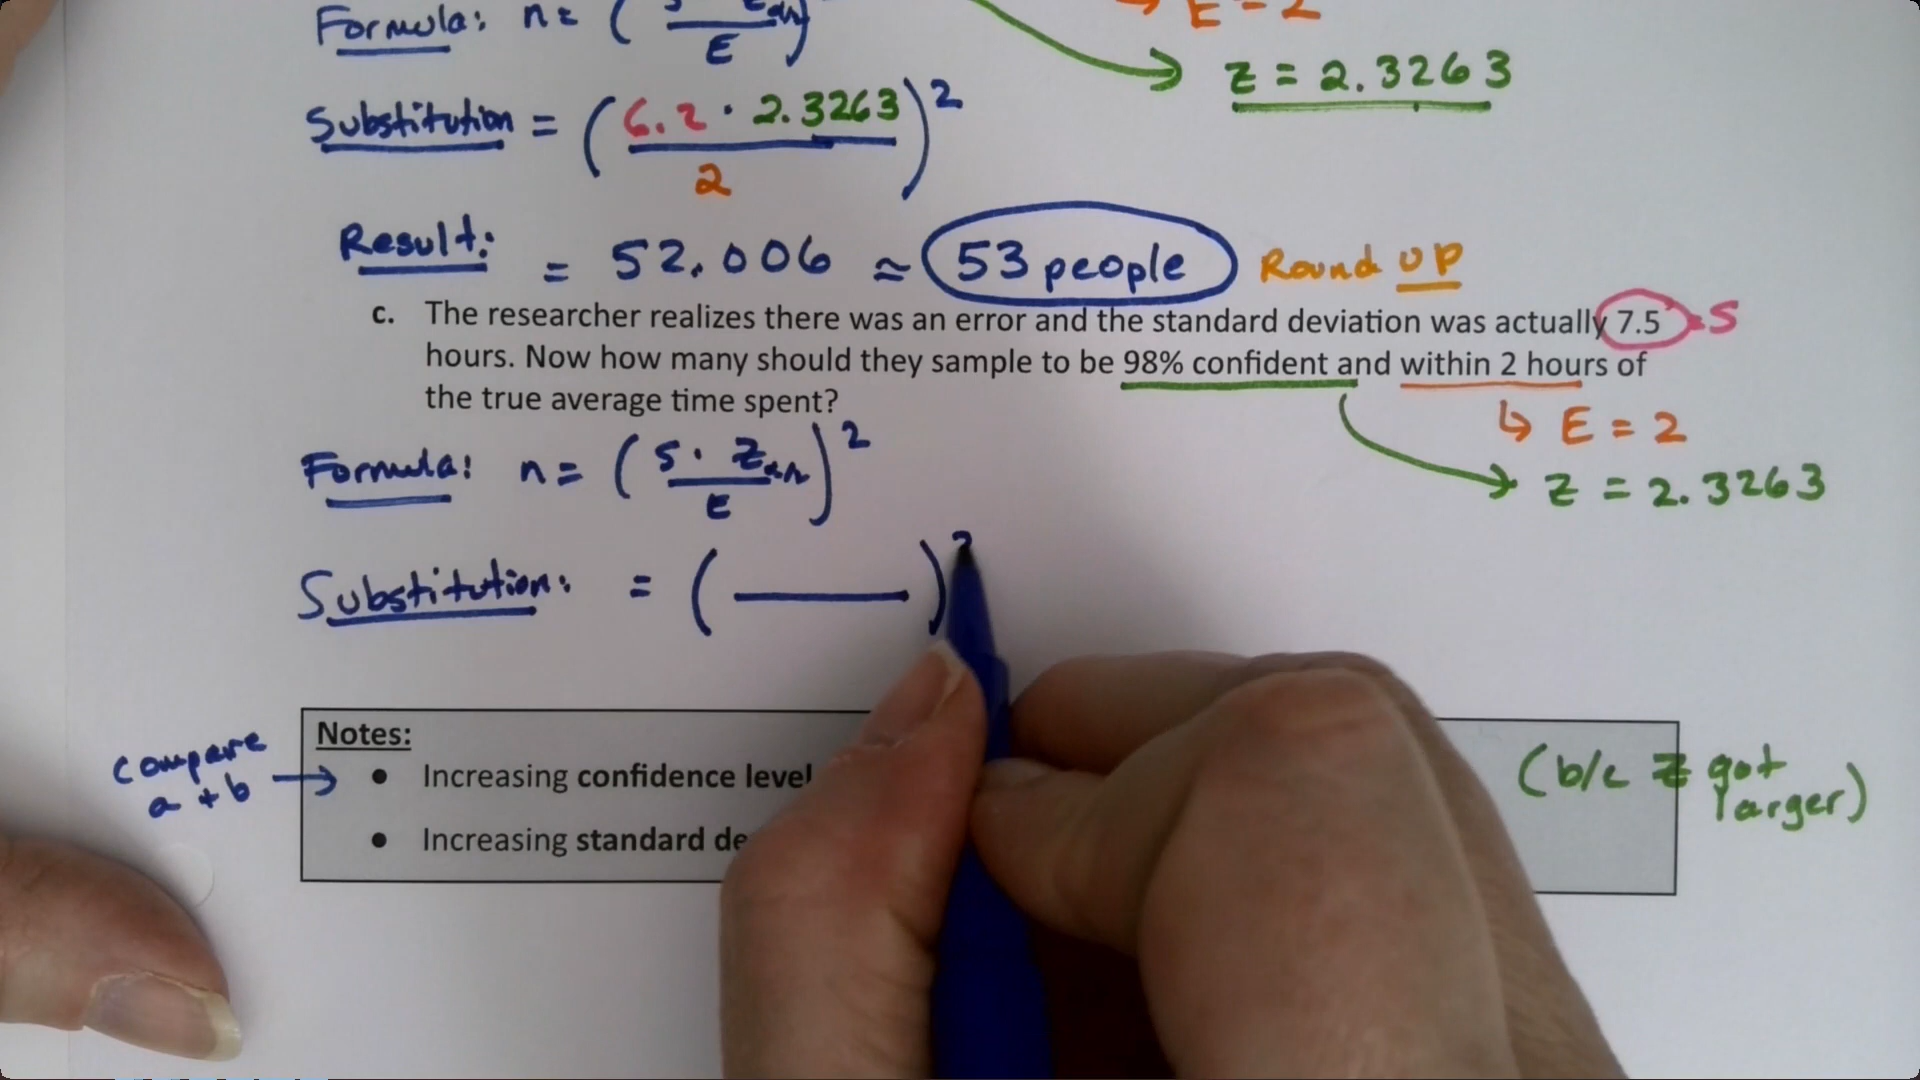 Formula: n = ( s · Zα/2 / E )
→ E = 2
→ Z = 2.3263
Substitution = ( 6.2 · 2.3263 / 2 )²
Result: = 52.006 ≈ 53 people Round UP
c. The researcher realizes there was an error and the standard deviation was actually 7.5 = S
hours. Now how many should they sample to be 98% confident and within 2 hours of
the true average time spent?
↳ E = 2
→ Z = 2.3263
Formula: n = ( s · Zα/2 / E )²
Substitution: = ( ——— )²
Notes:
compare a + b →
• Increasing confidence level
(b/c Z got larger)
• Increasing standard de